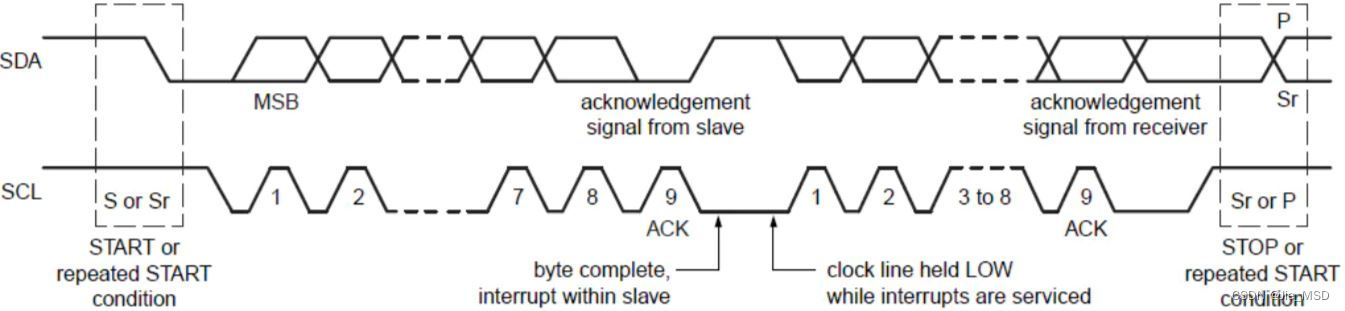 P
SDA
MSB
acknowledgement
signal from slave
acknowledgement
signal from receiver
Sr
SCL
S or Sr
1
2
7
8
9
1
2
3 to 8
9
Sr or P
ACK
ACK
START or
repeated START
condition
byte complete,
interrupt within slave
clock line held LOW
while interrupts are serviced
STOP or
repeated START
condition